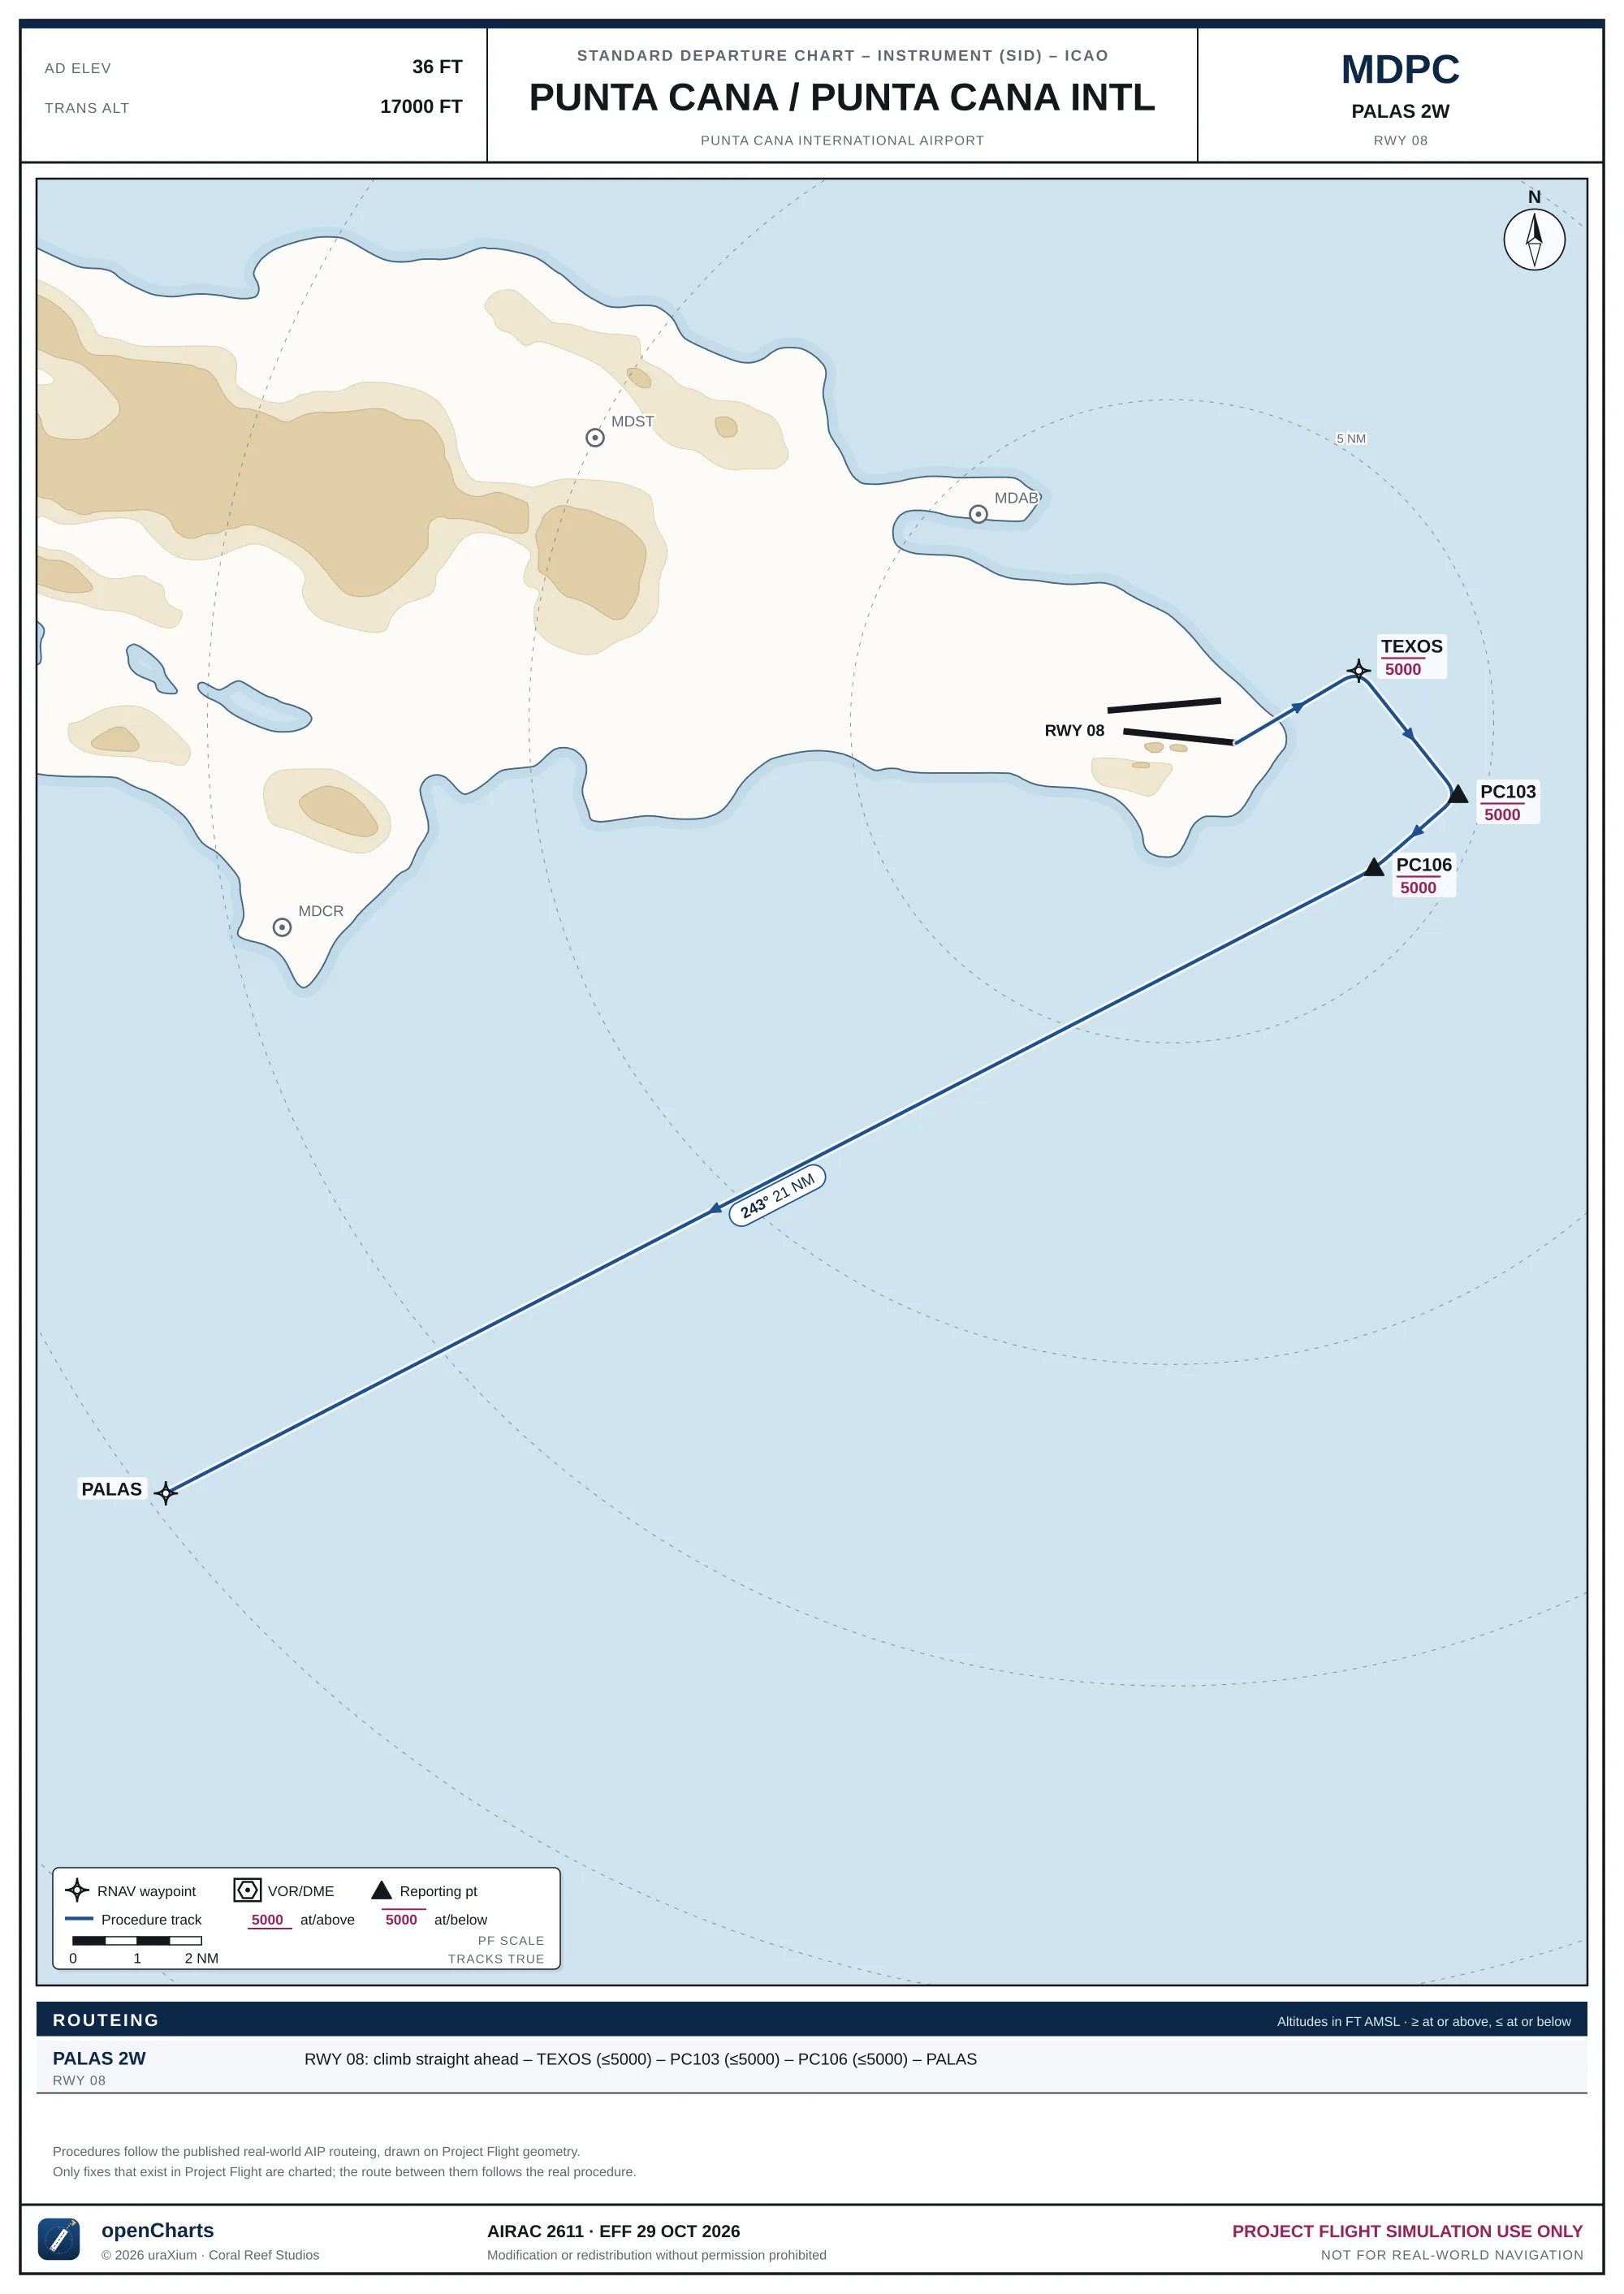 AD ELEV 36 FT
TRANS ALT 17000 FT
STANDARD DEPARTURE CHART – INSTRUMENT (SID) – ICAO
PUNTA CANA / PUNTA CANA INTL
PUNTA CANA INTERNATIONAL AIRPORT
MDPC
PALAS 2W
RWY 08
N
MDST
5 NM
MDAB
TEXOS
5000
RWY 08
PC103
5000
PC106
5000
MDCR
243° 21 NM
PALAS
RNAV waypoint
VOR/DME
Reporting pt
Procedure track
5000 at/above
5000 at/below
PF SCALE
0 1 2 NM
TRACKS TRUE
ROUTEING
Altitudes in FT AMSL · ≥ at or above, ≤ at or below
PALAS 2W
RWY 08: climb straight ahead – TEXOS (≤5000) – PC103 (≤5000) – PC106 (≤5000) – PALAS
RWY 08
Procedures follow the published real-world AIP routeing, drawn on Project Flight geometry.
Only fixes that exist in Project Flight are charted; the route between them follows the real procedure.
openCharts
© 2026 uraXium · Coral Reef Studios
AIRAC 2611 · EFF 29 OCT 2026
Modification or redistribution without permission prohibited
PROJECT FLIGHT SIMULATION USE ONLY
NOT FOR REAL-WORLD NAVIGATION